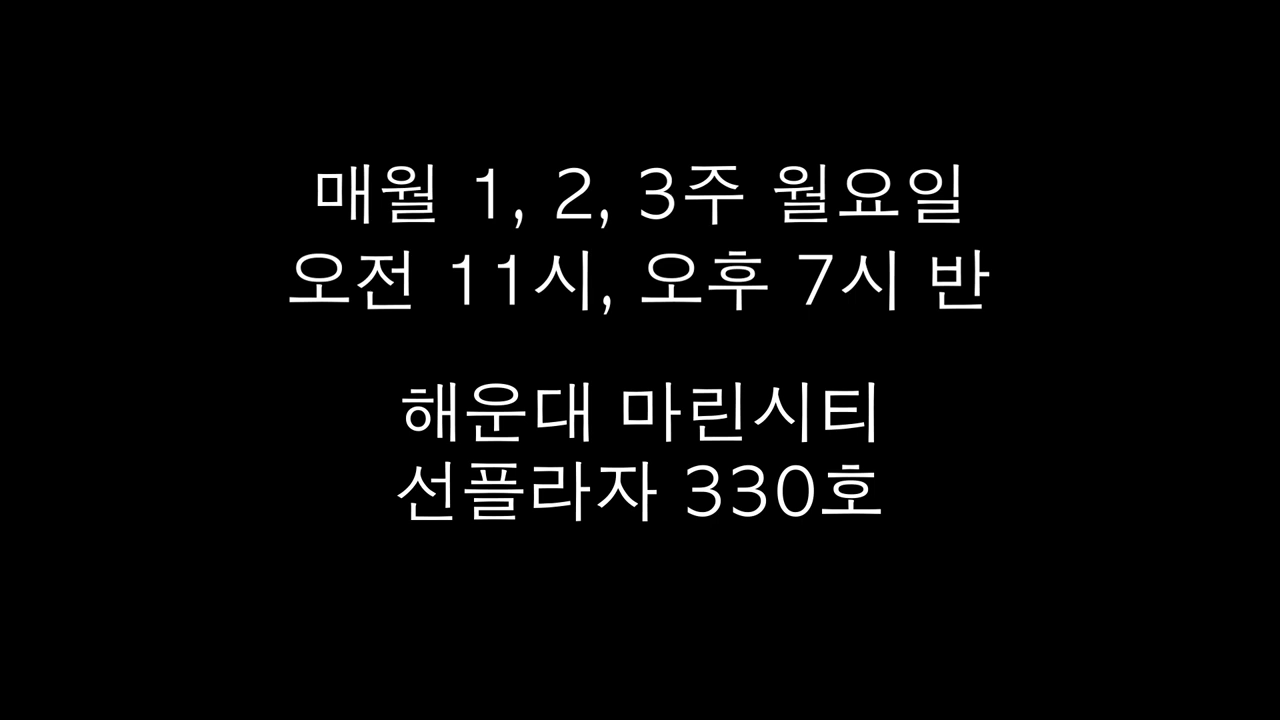 매월 1, 2, 3주 월요일
오전 11시, 오후 7시 반
해운대 마린시티
선플라자 330호